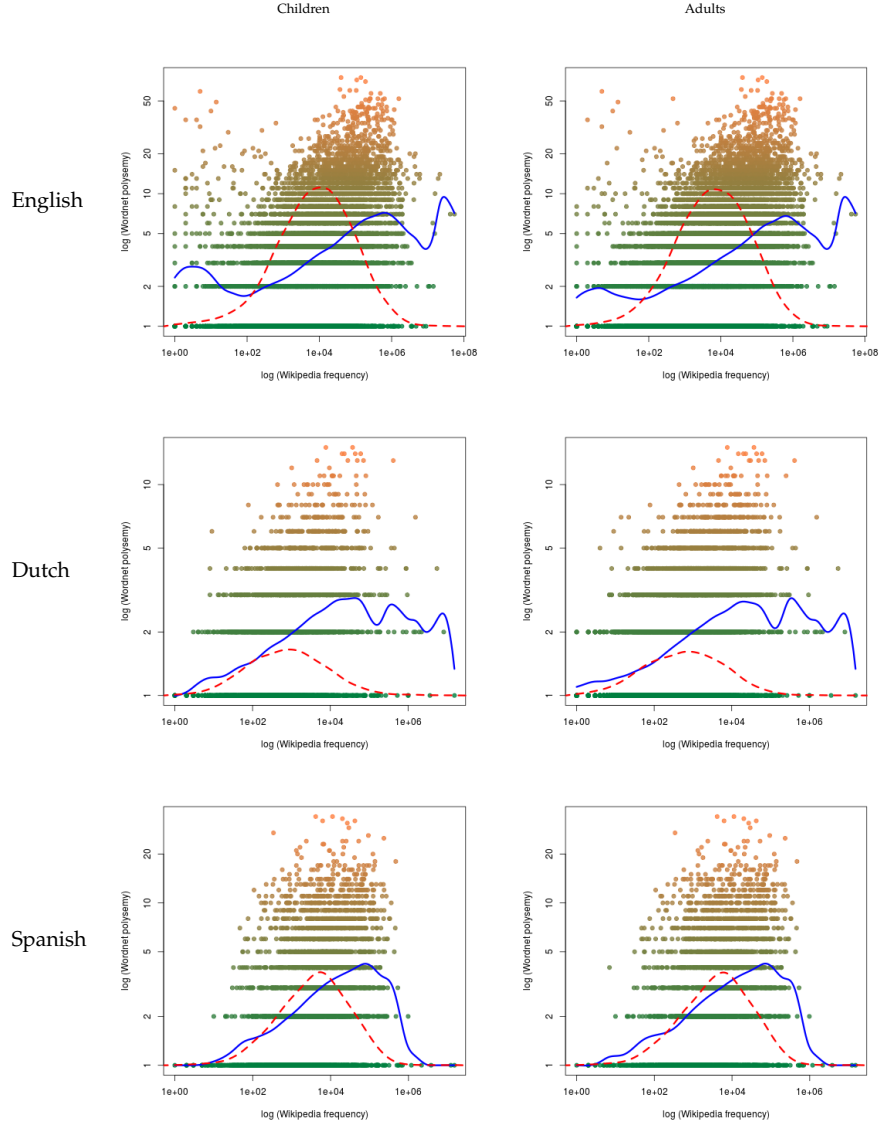 Children Adults
English
log (Wordnet polysemy)
50
20
10
5
2
1
1e+00 1e+02 1e+04 1e+06 1e+08
log (Wikipedia frequency)
log (Wordnet polysemy)
50
20
10
5
2
1
1e+00 1e+02 1e+04 1e+06 1e+08
log (Wikipedia frequency)
Dutch
log (Wordnet polysemy)
10
5
2
1
1e+00 1e+02 1e+04 1e+06
log (Wikipedia frequency)
log (Wordnet polysemy)
10
5
2
1
1e+00 1e+02 1e+04 1e+06
log (Wikipedia frequency)
Spanish
log (Wordnet polysemy)
20
10
5
2
1
1e+00 1e+02 1e+04 1e+06
log (Wikipedia frequency)
log (Wordnet polysemy)
20
10
5
2
1
1e+00 1e+02 1e+04 1e+06
log (Wikipedia frequency)